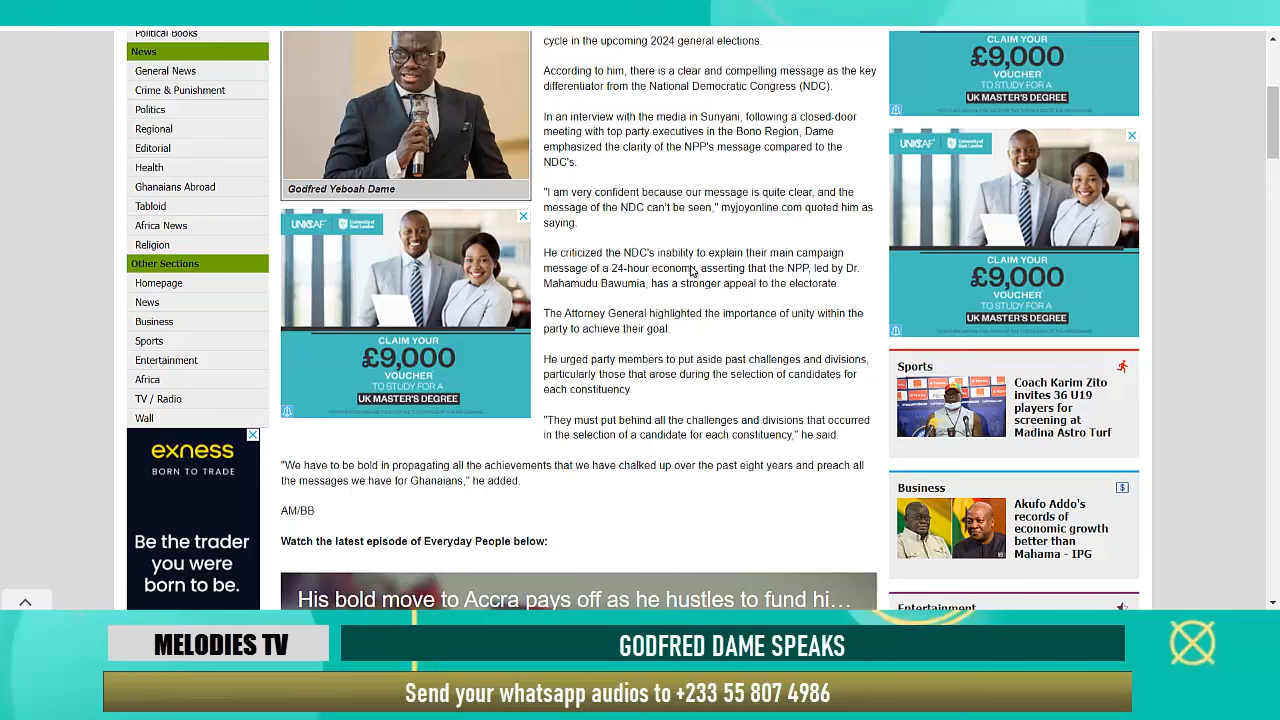 Political Books
News
General News
Crime & Punishment
Politics
Regional
Editorial
Health
Ghanaians Abroad
Tabloid
Africa News
Religion
Other Sections
Homepage
News
Business
Sports
Entertainment
Africa
TV / Radio
Wall
exness
BORN TO TRADE
Be the trader
you were
born to be.
Godfred Yeboah Dame
UNICAF
University of
East London
CLAIM YOUR
£9,000
VOUCHER
TO STUDY FOR A
UK MASTER'S DEGREE
cycle in the upcoming 2024 general elections.
According to him, there is a clear and compelling message as the key
differentiator from the National Democratic Congress (NDC).
In an interview with the media in Sunyani, following a closed-door
meeting with top party executives in the Bono Region, Dame
emphasized the clarity of the NPP's message compared to the
NDC's.
"I am very confident because our message is quite clear, and the
message of the NDC can't be seen," myjoyonline.com quoted him as
saying.
He criticized the NDC's inability to explain their main campaign
message of a 24-hour economy, asserting that the NPP, led by Dr.
Mahamudu Bawumia, has a stronger appeal to the electorate.
The Attorney General highlighted the importance of unity within the
party to achieve their goal.
He urged party members to put aside past challenges and divisions,
particularly those that arose during the selection of candidates for
each constituency.
"They must put behind all the challenges and divisions that occurred
in the selection of a candidate for each constituency," he said.
"We have to be bold in propagating all the achievements that we have chalked up over the past eight years and preach all
the messages we have for Ghanaians," he added.
AM/BB
Watch the latest episode of Everyday People below:
His bold move to Accra pays off as he hustles to fund hi...
CLAIM YOUR
£9,000
VOUCHER
TO STUDY FOR A
UK MASTER'S DEGREE
UNICAF
University of
East London
CLAIM YOUR
£9,000
VOUCHER
TO STUDY FOR A
UK MASTER'S DEGREE
Sports
Coach Karim Zito
invites 36 U19
players for
screening at
Madina Astro Turf
Business
Akufo Addo's
records of
economic growth
better than
Mahama - IPG
Entertainment
MELODIES TV
GODFRED DAME SPEAKS
Send your whatsapp audios to +233 55 807 4986